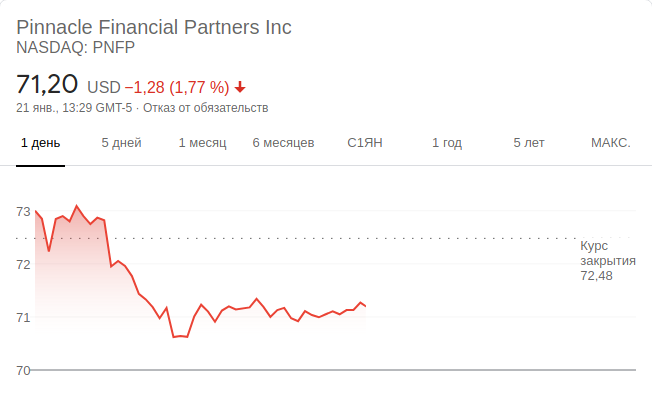 Pinnacle Financial Partners Inc
NASDAQ: PNFP
71,20 USD −1,28 (1,77 %)
21 янв., 13:29 GMT-5 · Отказ от обязательств
1 день 5 дней 1 месяц 6 месяцев С1ЯН 1 год 5 лет МАКС.
73
Курс
закрытия
72,48
72
71
70